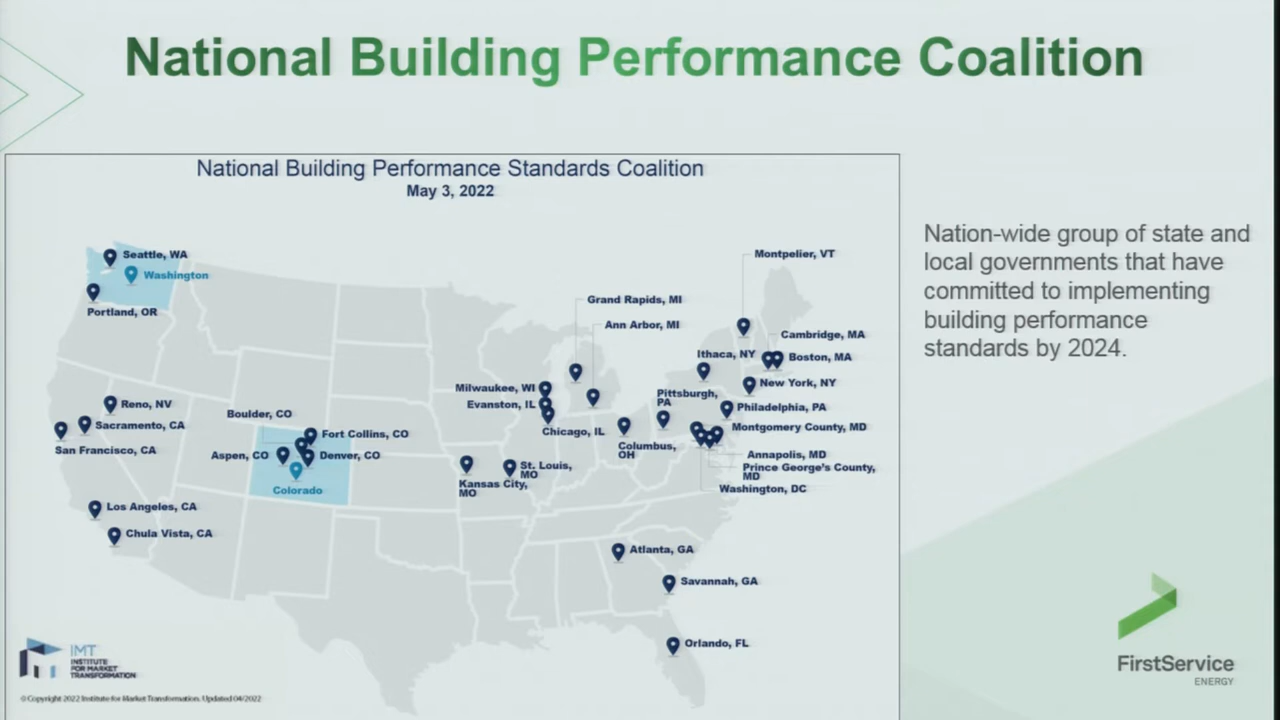 National Building Performance Coalition
National Building Performance Standards Coalition
May 3, 2022
Seattle, WA
Washington
Portland, OR
Montpelier, VT
Grand Rapids, MI
Ann Arbor, MI
Cambridge, MA
Ithaca, NY
Boston, MA
New York, NY
Milwaukee, WI
Evanston, IL
Chicago, IL
Pittsburgh,
PA
Philadelphia, PA
Reno, NV
Sacramento, CA
San Francisco, CA
Boulder, CO
Fort Collins, CO
Aspen, CO
Denver, CO
Colorado
Columbus,
OH
Montgomery County, MD
Annapolis, MD
Prince George's County,
MD
Washington, DC
St. Louis,
MO
Kansas City,
MO
Los Angeles, CA
Chula Vista, CA
Atlanta, GA
Savannah, GA
Orlando, FL
IMT
INSTITUTE
FOR MARKET
TRANSFORMATION
© Copyright 2022 Institute for Market Transformation. Updated 04/2022
Nation-wide group of state and
local governments that have
committed to implementing
building performance
standards by 2024.
FirstService
ENERGY